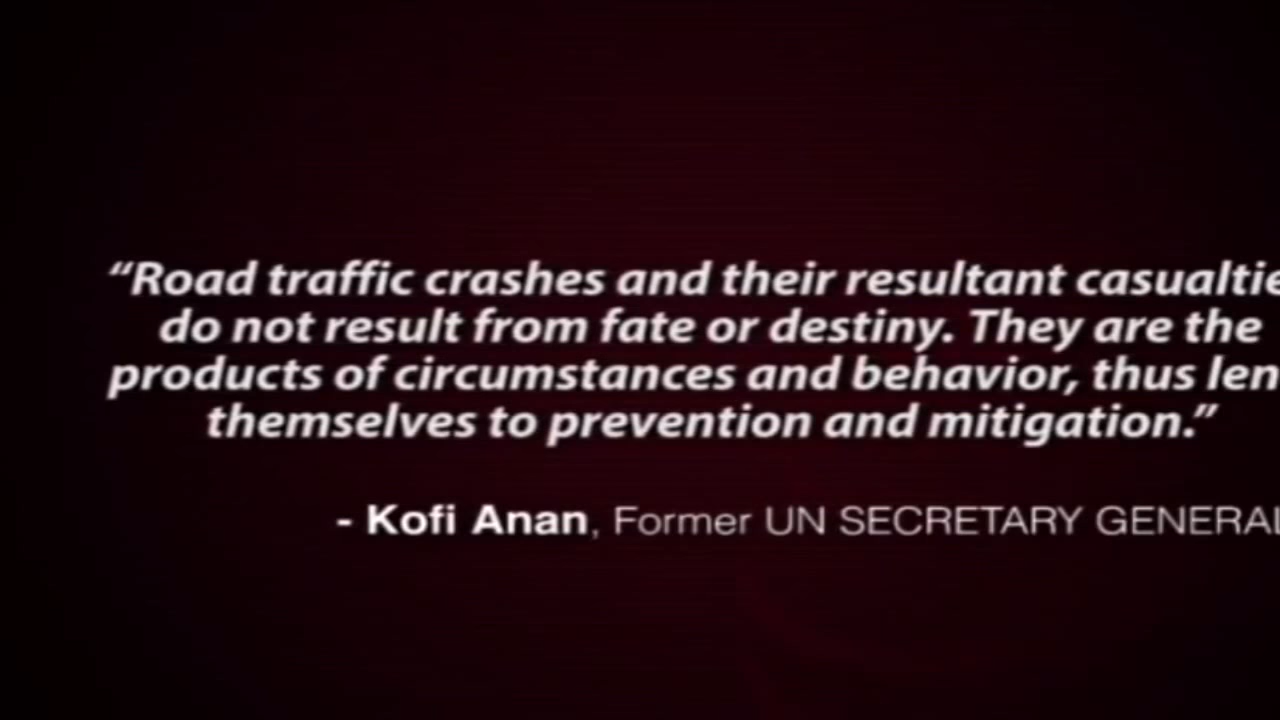 “Road traffic crashes and their resultant casualtie
do not result from fate or destiny. They are the
products of circumstances and behavior, thus len
themselves to prevention and mitigation.”
- Kofi Anan, Former UN SECRETARY GENERAL